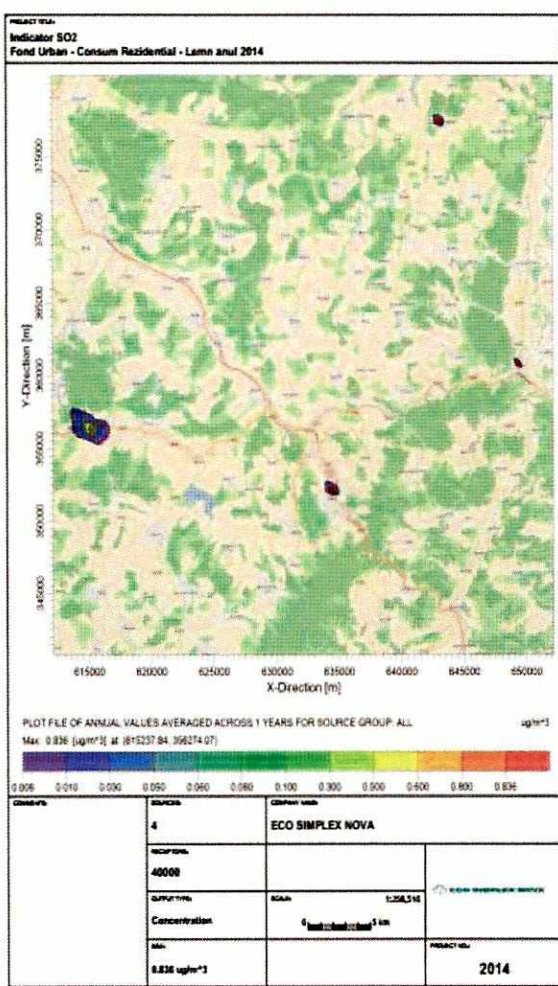 PROJECT TITLE:
Indicator SO2
Fond Urban - Consum Rezidential - Lemn anul 2014
Y-Direction [m]
375000
370000
365000
360000
355000
350000
345000
615000 620000 625000 630000 635000 640000 645000 650000
X-Direction [m]
PLOT FILE OF ANNUAL VALUES AVERAGED ACROSS 1 YEARS FOR SOURCE GROUP: ALL ug/m^3
Max: 0.836 [ug/m^3] at (615237.94, 356274.07)
0.006 0.010 0.030 0.050 0.060 0.080 0.100 0.300 0.500 0.600 0.800 0.836
COMMENTS:
SOURCES:
4
COMPANY NAME:
ECO SIMPLEX NOVA
RECEPTORS:
40000
OUTPUT TYPE:
Concentration
SCALE:
0 5 km
MAX:
0.836 ug/m^3
PROJECT NO.:
2014